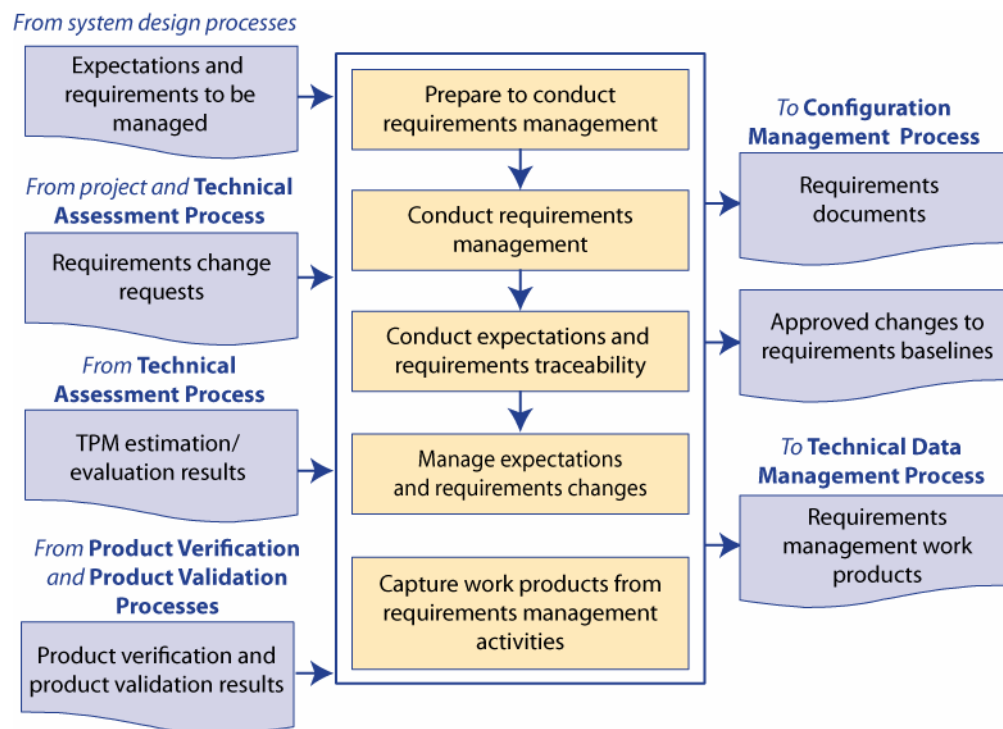 From system design processes
Expectations and
requirements to be
managed
From project and Technical
Assessment Process
Requirements change
requests
From Technical
Assessment Process
TPM estimation/
evaluation results
From Product Verification
and Product Validation
Processes
Product verification and
product validation results
Prepare to conduct
requirements management
Conduct requirements
management
Conduct expectations and
requirements traceability
Manage expectations
and requirements changes
Capture work products from
requirements management
activities
To Configuration
Management Process
Requirements
documents
Approved changes to
requirements baselines
To Technical Data
Management Process
Requirements
management work
products